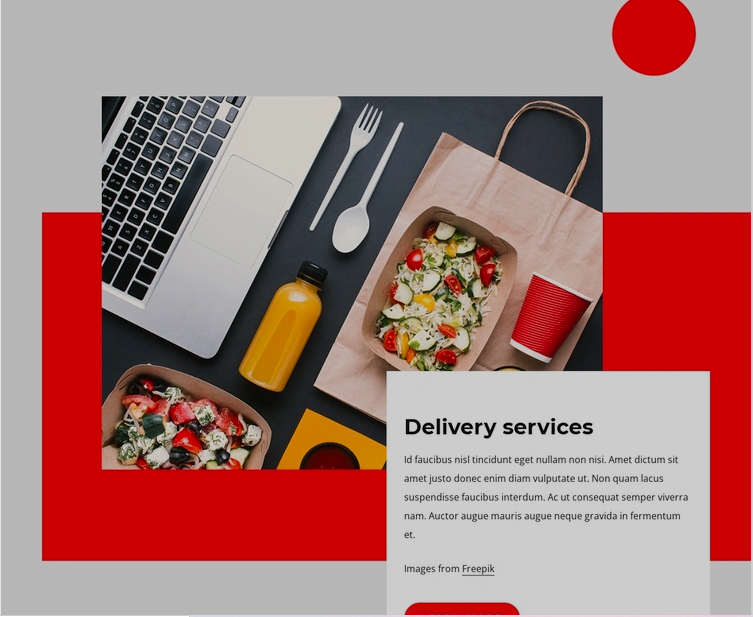 Delivery services
Id faucibus nisl tincidunt eget nullam non nisi. Amet dictum sit
amet justo donec enim diam vulputate ut. Non quam lacus
suspendisse faucibus interdum. Ac ut consequat semper viverra
nam. Auctor augue mauris augue neque gravida in fermentum
et.
Images from Freepik